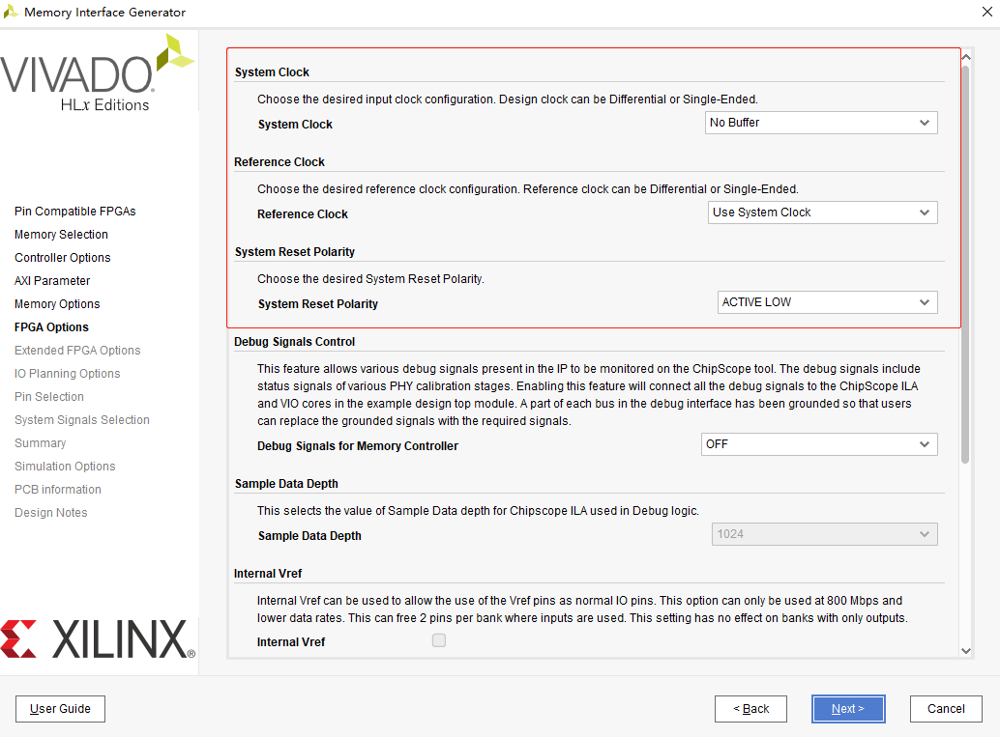 Memory Interface Generator
VIVADO.
HLx Editions
Pin Compatible FPGAs
Memory Selection
Controller Options
AXI Parameter
Memory Options
FPGA Options
Extended FPGA Options
IO Planning Options
Pin Selection
System Signals Selection
Summary
Simulation Options
PCB information
Design Notes
XILINX®
System Clock
Choose the desired input clock configuration. Design clock can be Differential or Single-Ended.
System Clock
No Buffer
Reference Clock
Choose the desired reference clock configuration. Reference clock can be Differential or Single-Ended.
Reference Clock
Use System Clock
System Reset Polarity
Choose the desired System Reset Polarity.
System Reset Polarity
ACTIVE LOW
Debug Signals Control
This feature allows various debug signals present in the IP to be monitored on the ChipScope tool. The debug signals include
status signals of various PHY calibration stages. Enabling this feature will connect all the debug signals to the ChipScope ILA
and VIO cores in the example design top module. A part of each bus in the debug interface has been grounded so that users
can replace the grounded signals with the required signals.
Debug Signals for Memory Controller
OFF
Sample Data Depth
This selects the value of Sample Data depth for Chipscope ILA used in Debug logic.
Sample Data Depth
1024
Internal Vref
Internal Vref can be used to allow the use of the Vref pins as normal IO pins. This option can only be used at 800 Mbps and
lower data rates. This can free 2 pins per bank where inputs are used. This setting has no effect on banks with only outputs.
Internal Vref
User Guide
< Back
Next >
Cancel